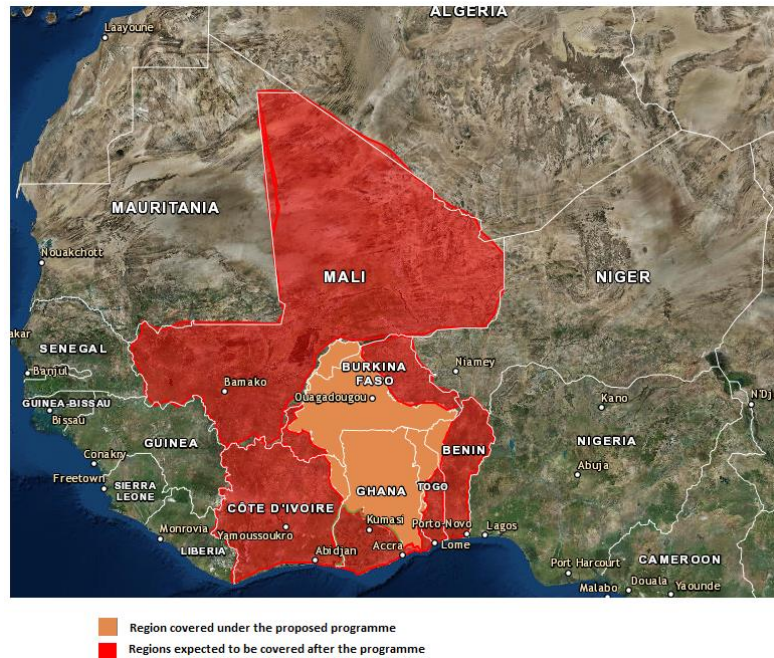 ALGERIA
Laayoune
MAURITANIA
Nouakchott
MALI
NIGER
akar
SENEGAL
Banjul
BURKINA
FASO
Niamey
Bamako
Ouagadougou
Kano
N'Dj
GUINEA-BISSAU
Bissau
GUINEA
BENIN
NIGERIA
Conakry
Abuja
Freetown
SIERRA
LEONE
TOGO
GHANA
CÔTE D'IVOIRE
Kumasi
Yamoussoukro
Porto-Novo
Lagos
Monrovia
LIBERIA
Abidjan
Accra
Lome
Port Harcourt
CAMEROON
Malabo
Douala
Yaounde
Region covered under the proposed programme
Regions expected to be covered after the programme